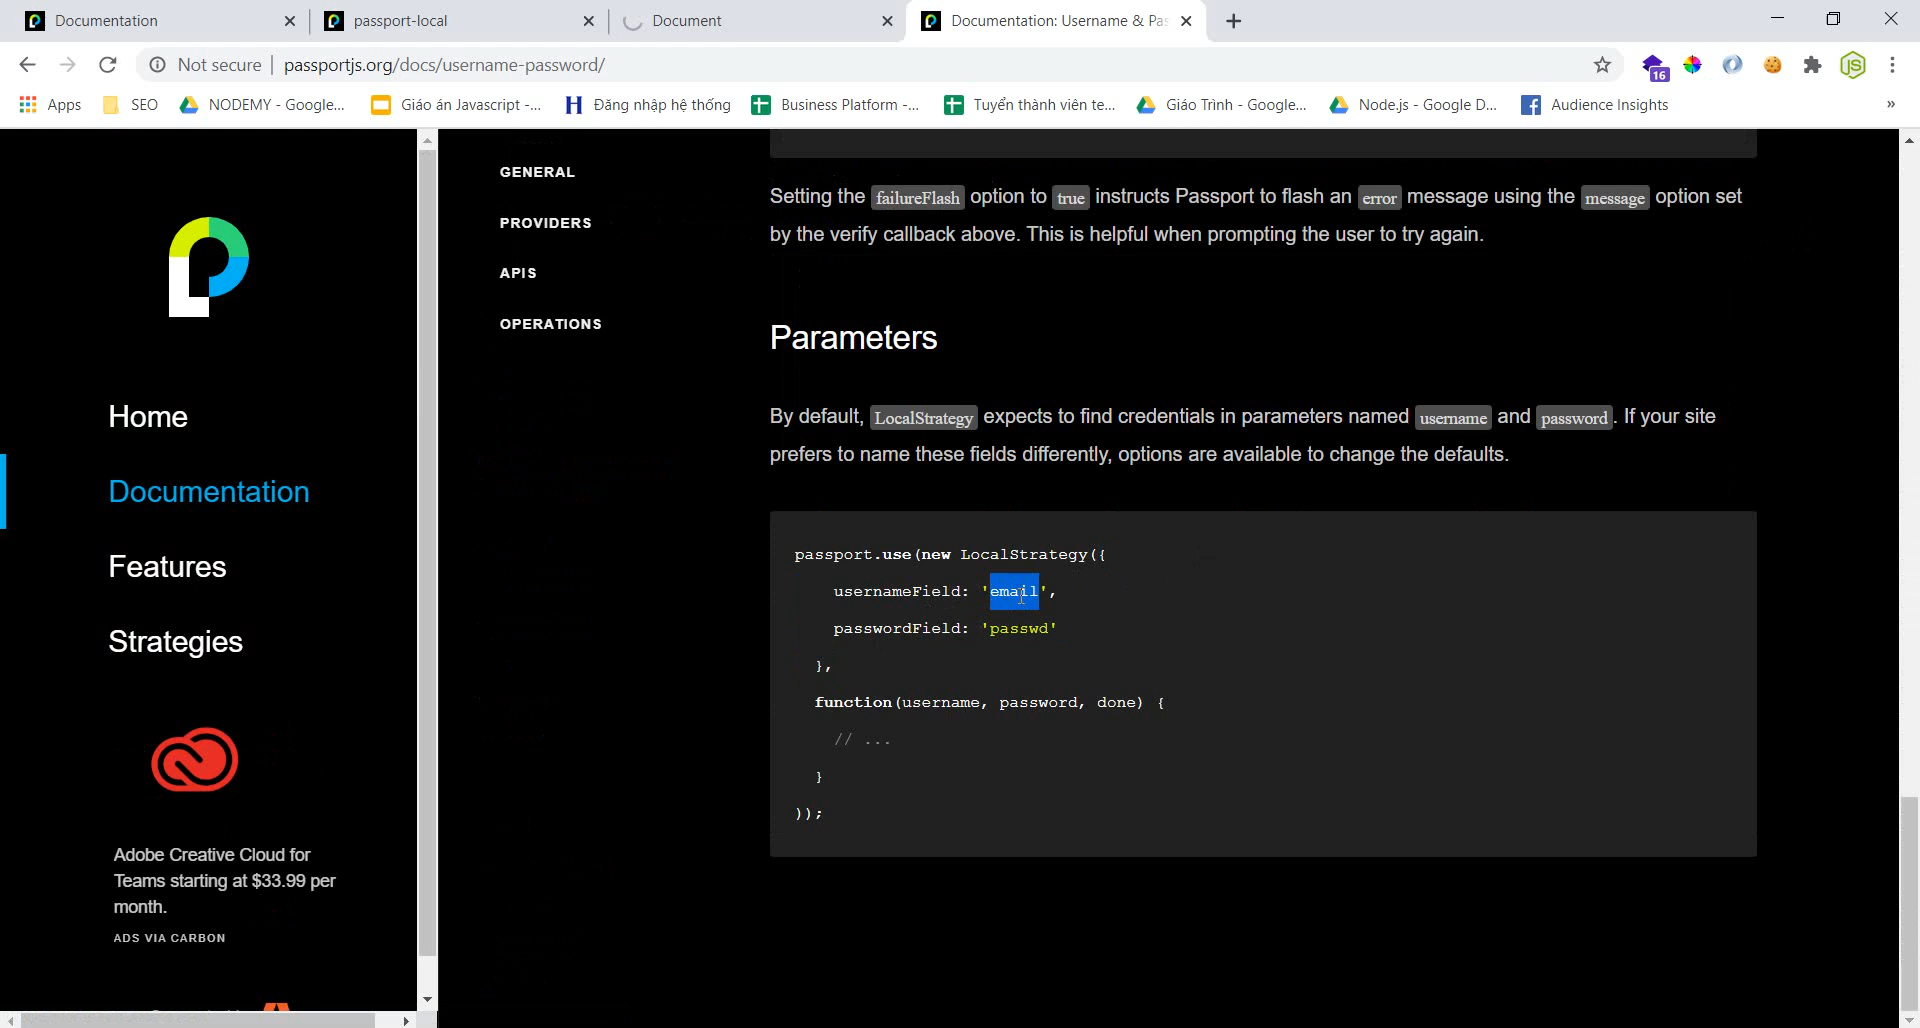 Documentation
passport-local
Document
Documentation: Username & Pas
Not secure
passportjs.org/docs/username-password/
16
JS
Apps
SEO
NODEMY - Google...
Giáo án Javascript -...
H
Đăng nhập hệ thống
Business Platform -...
Tuyển thành viên te...
Giáo Trình - Google...
Node.js - Google D...
Audience Insights
»
Home
Documentation
Features
Strategies
Adobe Creative Cloud for
Teams starting at $33.99 per
month.
ADS VIA CARBON
GENERAL
PROVIDERS
APIS
OPERATIONS
Setting the failureFlash option to true instructs Passport to flash an error message using the message option set
by the verify callback above. This is helpful when prompting the user to try again.
Parameters
By default, LocalStrategy expects to find credentials in parameters named username and password. If your site
prefers to name these fields differently, options are available to change the defaults.
passport.use(new LocalStrategy({
usernameField: 'email',
passwordField: 'passwd'
},
function(username, password, done) {
// ...
}
));